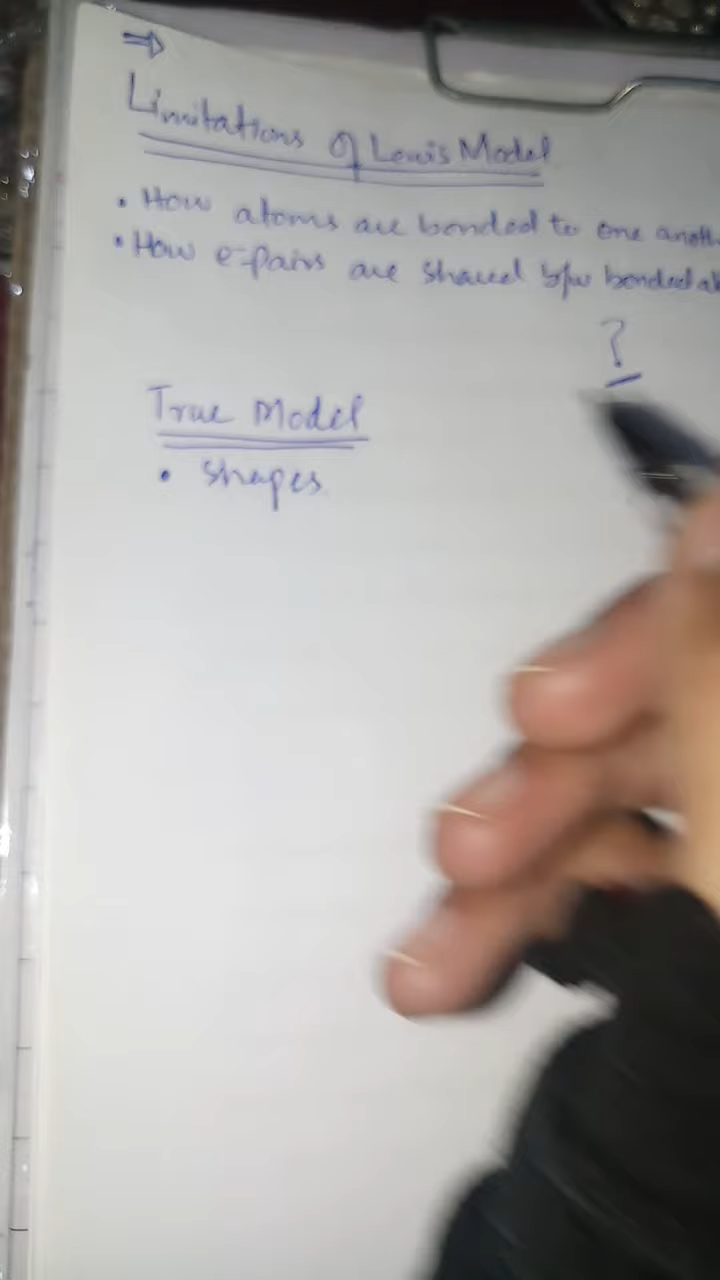 ⇒
Limitations of Lewis Model
• How atoms are bonded to one anoth
• How e-pairs are shared b/w bonded at
?
True Model
• Shapes